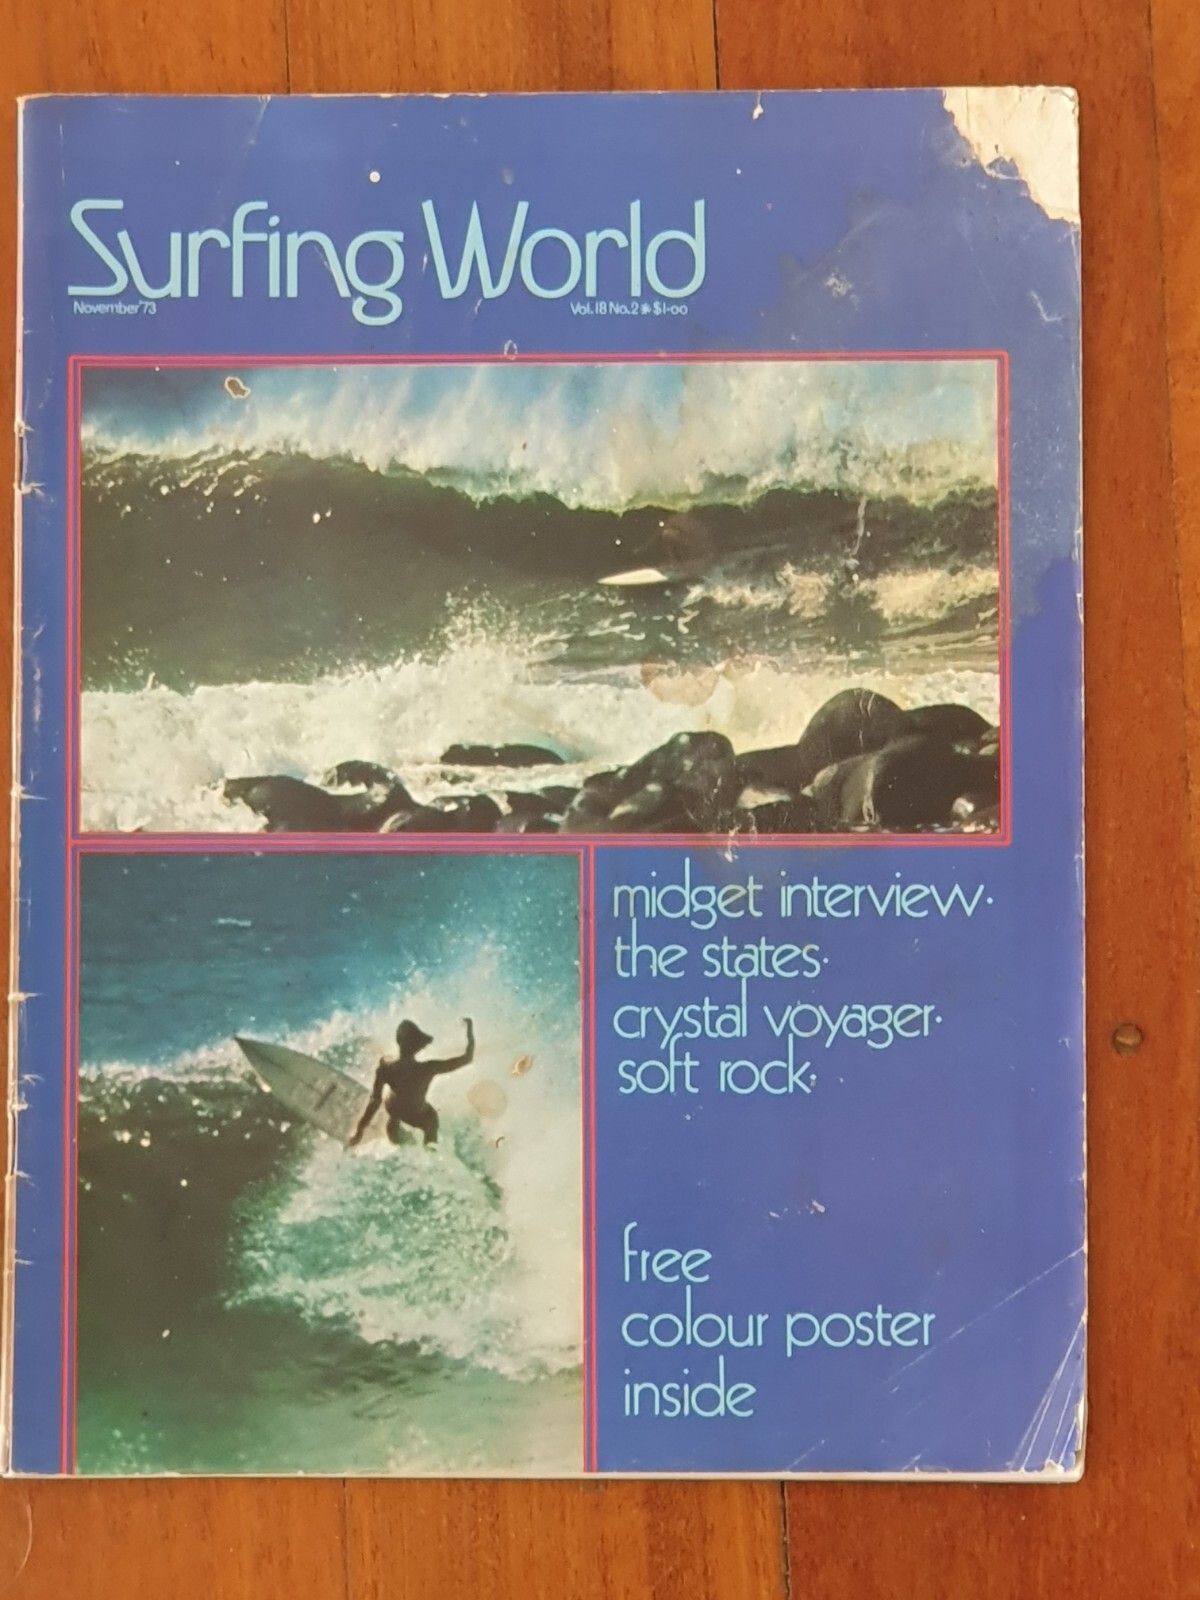 Surfing World
November '73
Vol. 18 No. 2 * $1·00
midget interview·
the states·
crystal voyager·
soft rock·
free
colour poster
inside